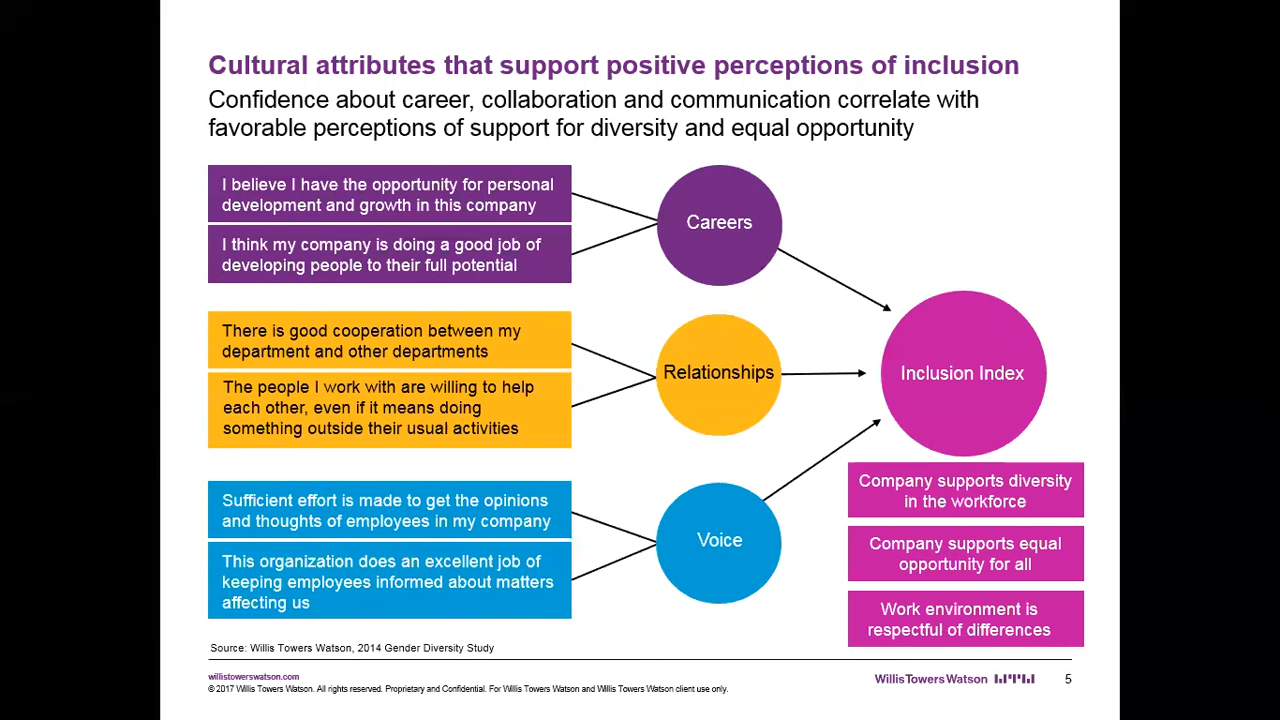 Cultural attributes that support positive perceptions of inclusion
Confidence about career, collaboration and communication correlate with
favorable perceptions of support for diversity and equal opportunity
I believe I have the opportunity for personal
development and growth in this company
I think my company is doing a good job of
developing people to their full potential
Careers
There is good cooperation between my
department and other departments
The people I work with are willing to help
each other, even if it means doing
something outside their usual activities
Relationships
Sufficient effort is made to get the opinions
and thoughts of employees in my company
This organization does an excellent job of
keeping employees informed about matters
affecting us
Voice
Inclusion Index
Company supports diversity
in the workforce
Company supports equal
opportunity for all
Work environment is
respectful of differences
Source: Willis Towers Watson, 2014 Gender Diversity Study
willistowerswatson.com
© 2017 Willis Towers Watson. All rights reserved. Proprietary and Confidential. For Willis Towers Watson and Willis Towers Watson client use only.
Willis Towers Watson
5